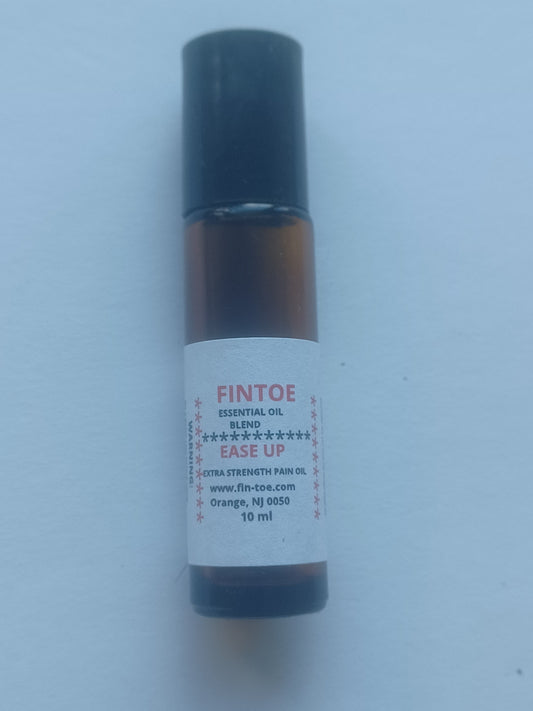 FINTOE
ESSENTIAL OIL
BLEND
***********
EASE UP
EXTRA STRENGTH PAIN OIL
www.fin-toe.com
Orange, NJ 0050
10 ml
WARNING: